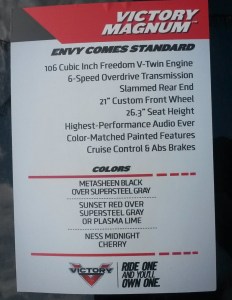 VICTORY
MAGNUM™
ENVY COMES STANDARD
106 Cubic Inch Freedom V-Twin Engine
6-Speed Overdrive Transmission
Slammed Rear End
21" Custom Front Wheel
26.3" Seat Height
Highest-Performance Audio Ever
Color-Matched Painted Features
Cruise Control & Abs Brakes
COLORS
METASHEEN BLACK
OVER SUPERSTEEL GRAY
SUNSET RED OVER
SUPERSTEEL GRAY
OR PLASMA LIME
NESS MIDNIGHT
CHERRY
VICTORY
RIDE ONE
AND YOU'LL
OWN ONE.